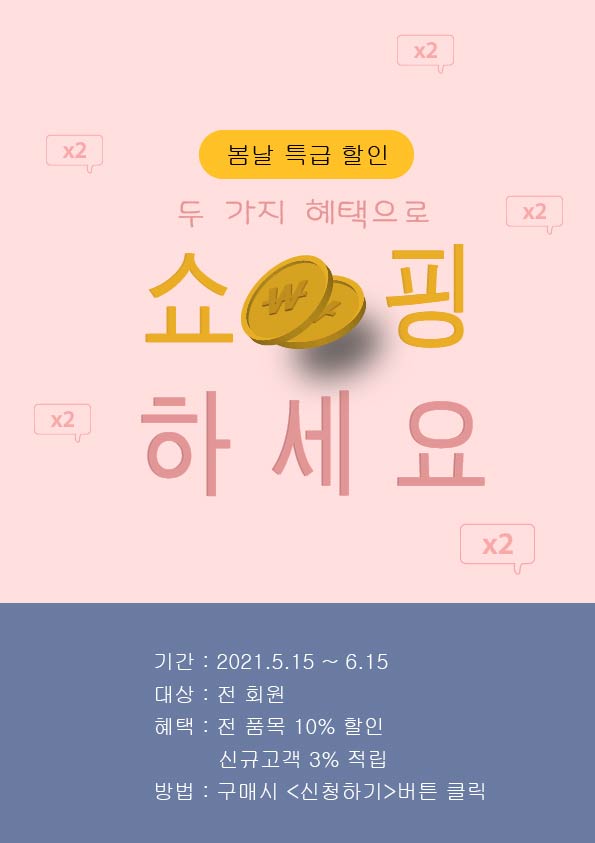 x2
x2
봄날 특급 할인
x2
두 가지 혜택으로
쇼 ₩ ₩ 핑
x2
하세요
x2
기간 : 2021.5.15 ~ 6.15
대상 : 전 회원
혜택 : 전 품목 10% 할인
신규고객 3% 적립
방법 : 구매시 <신청하기>버튼 클릭